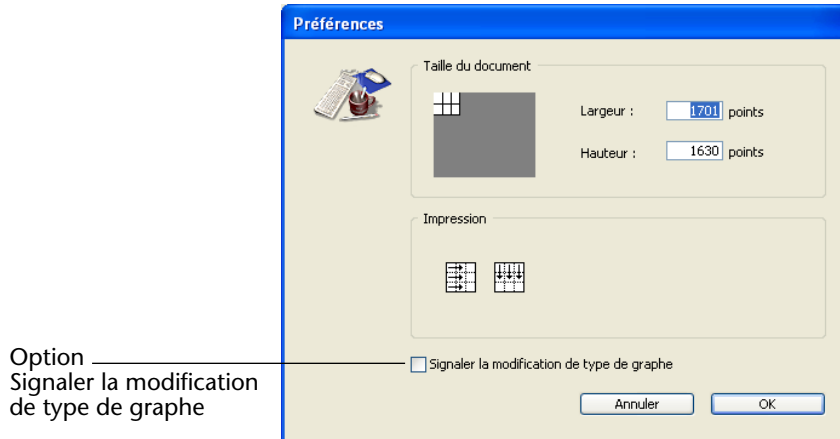 Préférences
Taille du document
Largeur : 1701 points
Hauteur : 1630 points
Impression
Option
Signaler la modification
de type de graphe
Signaler la modification de type de graphe
Annuler OK